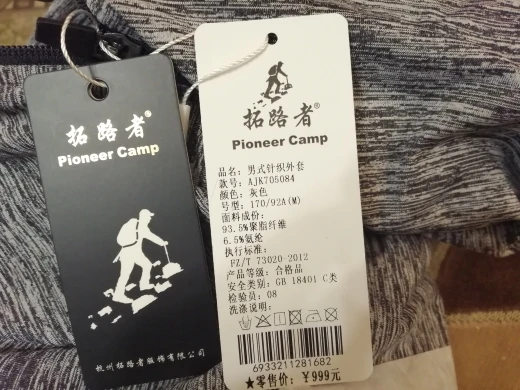 拓路者®
Pioneer Camp
杭州拓路者服饰有限公司
拓路者®
Pioneer Camp
品名: 男式针织外套
款号: AJK705084
颜色: 灰色
号型: 170/92A(M)
面料成份:
93.5%聚脂纤维
6.5%氨纶
执行标准:
FZ/T 73020-2012
产品等级: 合格品
安全类别: GB 18401 C类
检验员: 08
洗涤说明:
6933211281682
★零售价: ¥999元